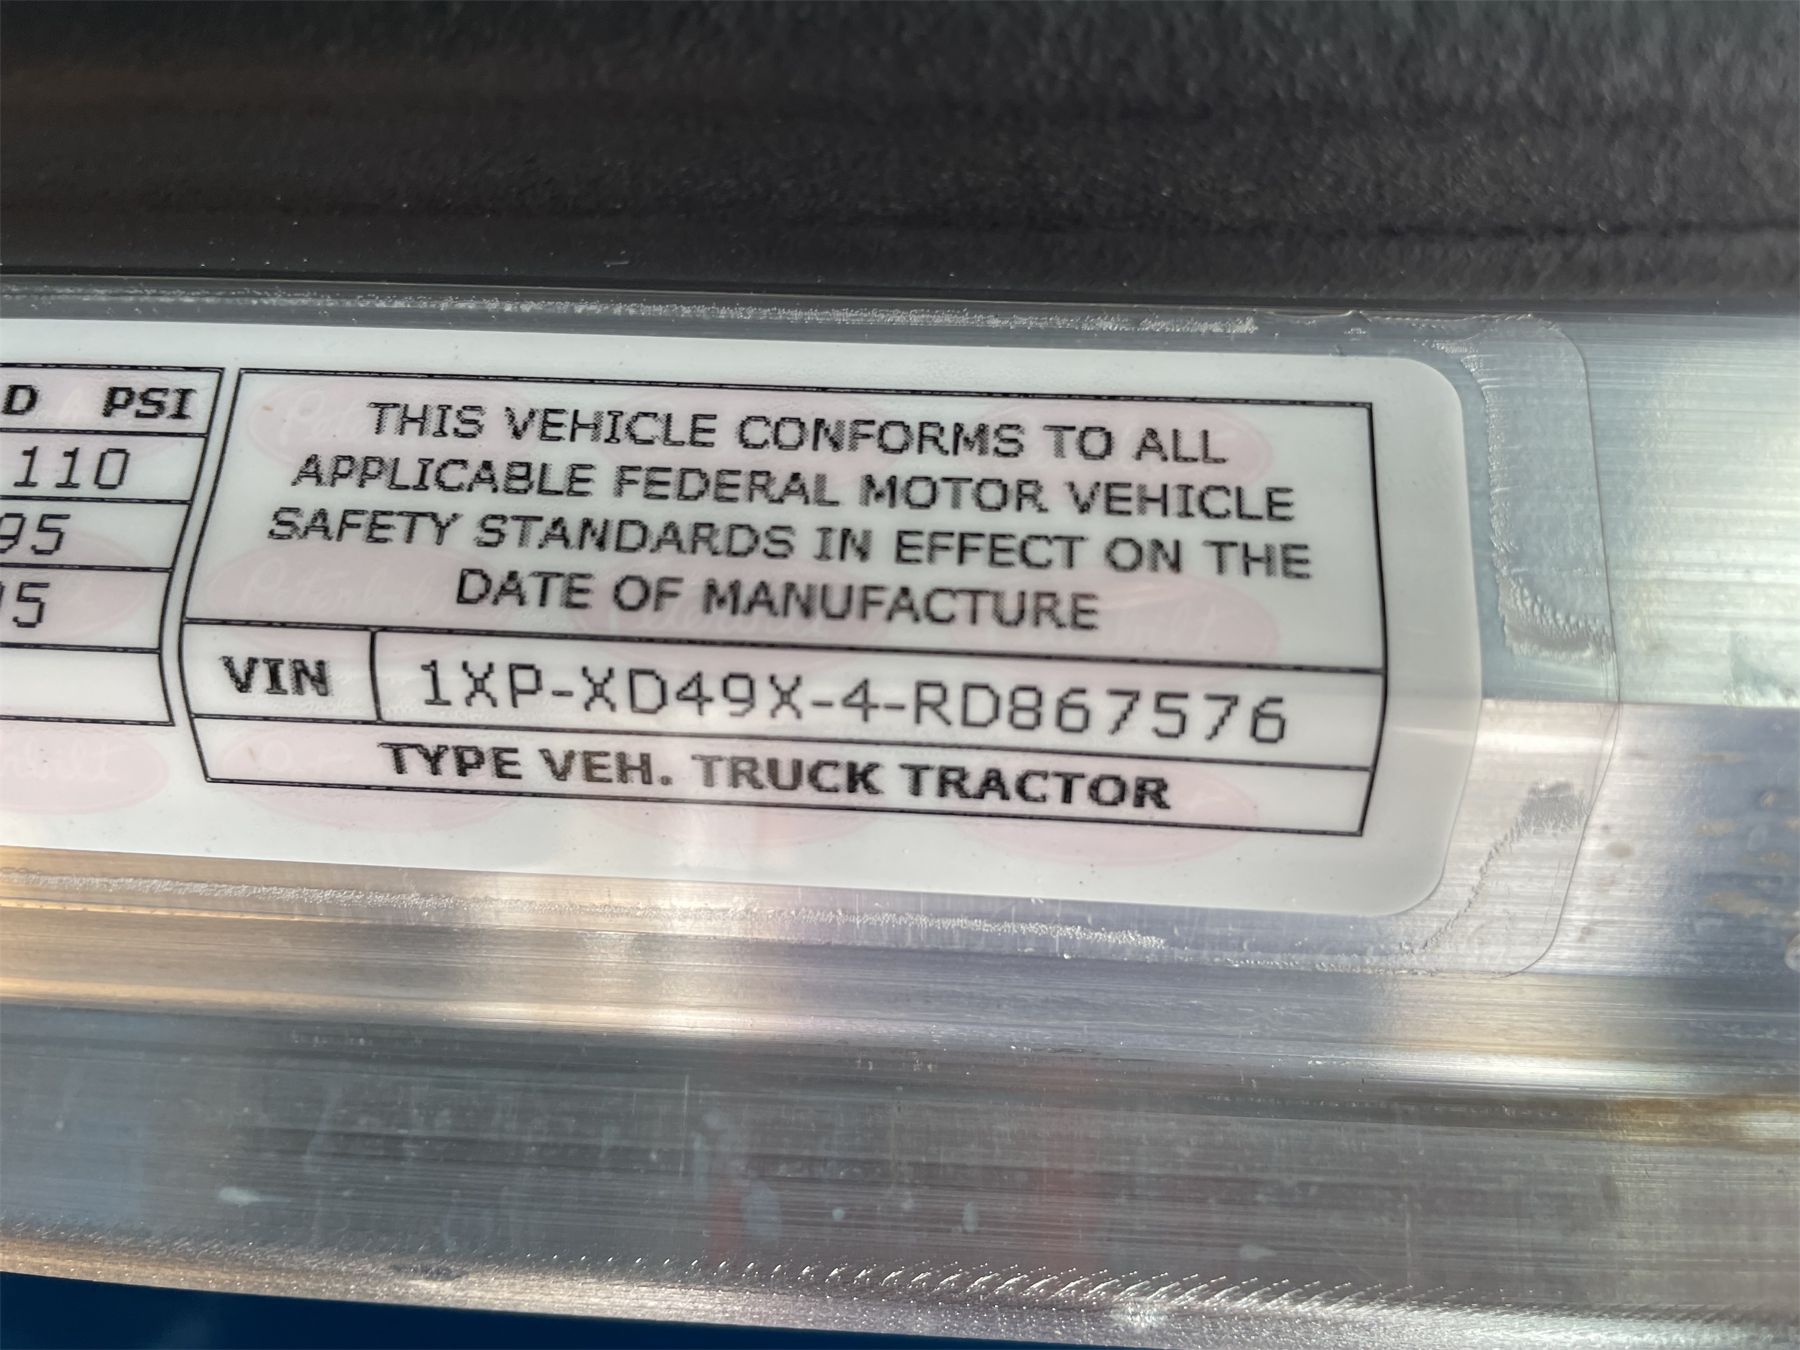 D PSI
110
95
95
THIS VEHICLE CONFORMS TO ALL
APPLICABLE FEDERAL MOTOR VEHICLE
SAFETY STANDARDS IN EFFECT ON THE
DATE OF MANUFACTURE
VIN 1XP-XD49X-4-RD867576
TYPE VEH. TRUCK TRACTOR